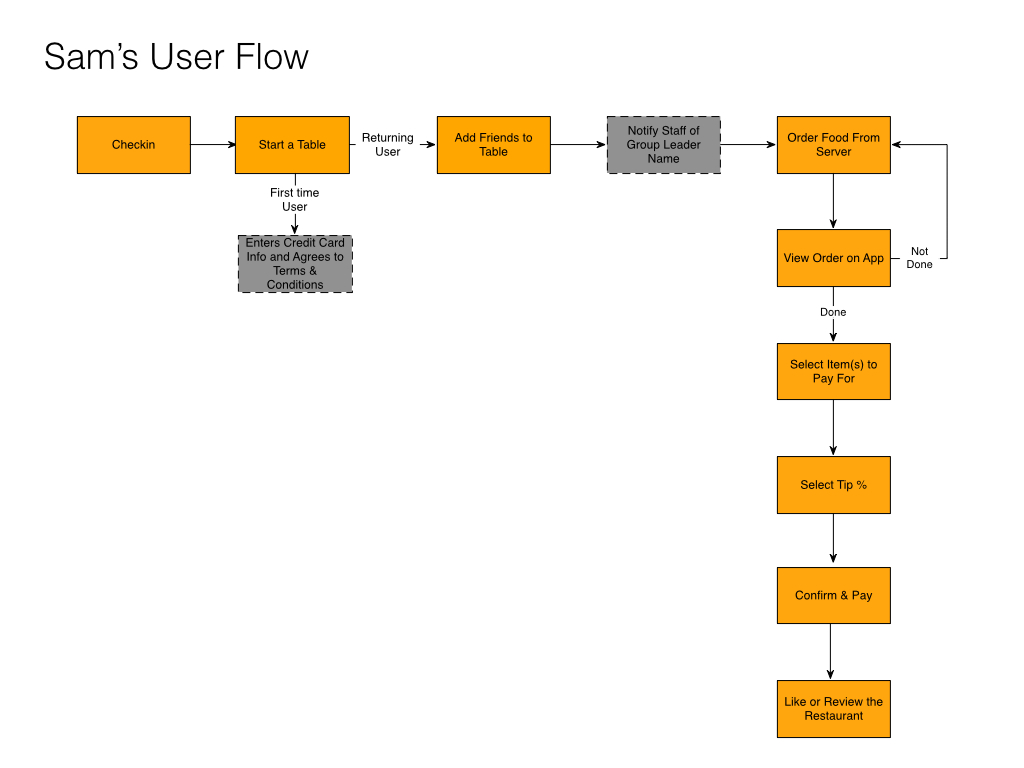 Sam’s User Flow
Checkin
Start a Table
Returning
User
Add Friends to
Table
Notify Staff of
Group Leader
Name
Order Food From
Server
First time
User
Enters Credit Card
Info and Agrees to
Terms &
Conditions
View Order on App
Not
Done
Done
Select Item(s) to
Pay For
Select Tip %
Confirm & Pay
Like or Review the
Restaurant